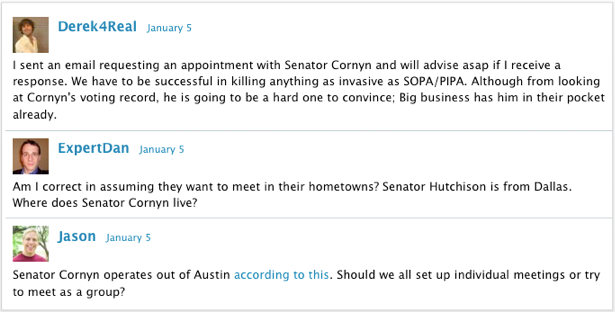 Derek4Real January 5
I sent an email requesting an appointment with Senator Cornyn and will advise asap if I receive a
response. We have to be successful in killing anything as invasive as SOPA/PIPA. Although from looking
at Cornyn's voting record, he is going to be a hard one to convince; Big business has him in their pocket
already.
ExpertDan January 5
Am I correct in assuming they want to meet in their hometowns? Senator Hutchison is from Dallas.
Where does Senator Cornyn live?
Jason January 5
Senator Cornyn operates out of Austin according to this. Should we all set up individual meetings or try
to meet as a group?